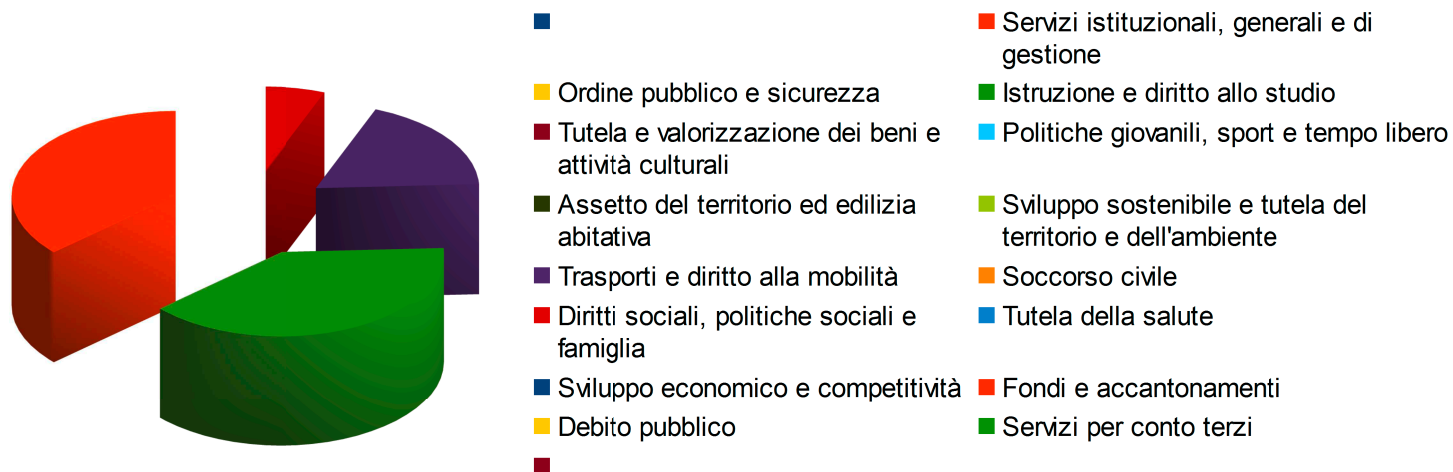 Servizi istituzionali, generali e di
gestione
Ordine pubblico e sicurezza
Istruzione e diritto allo studio
Tutela e valorizzazione dei beni e
attività culturali
Politiche giovanili, sport e tempo libero
Assetto del territorio ed edilizia
abitativa
Sviluppo sostenibile e tutela del
territorio e dell'ambiente
Trasporti e diritto alla mobilità
Soccorso civile
Diritti sociali, politiche sociali e
famiglia
Tutela della salute
Sviluppo economico e competitività
Fondi e accantonamenti
Debito pubblico
Servizi per conto terzi